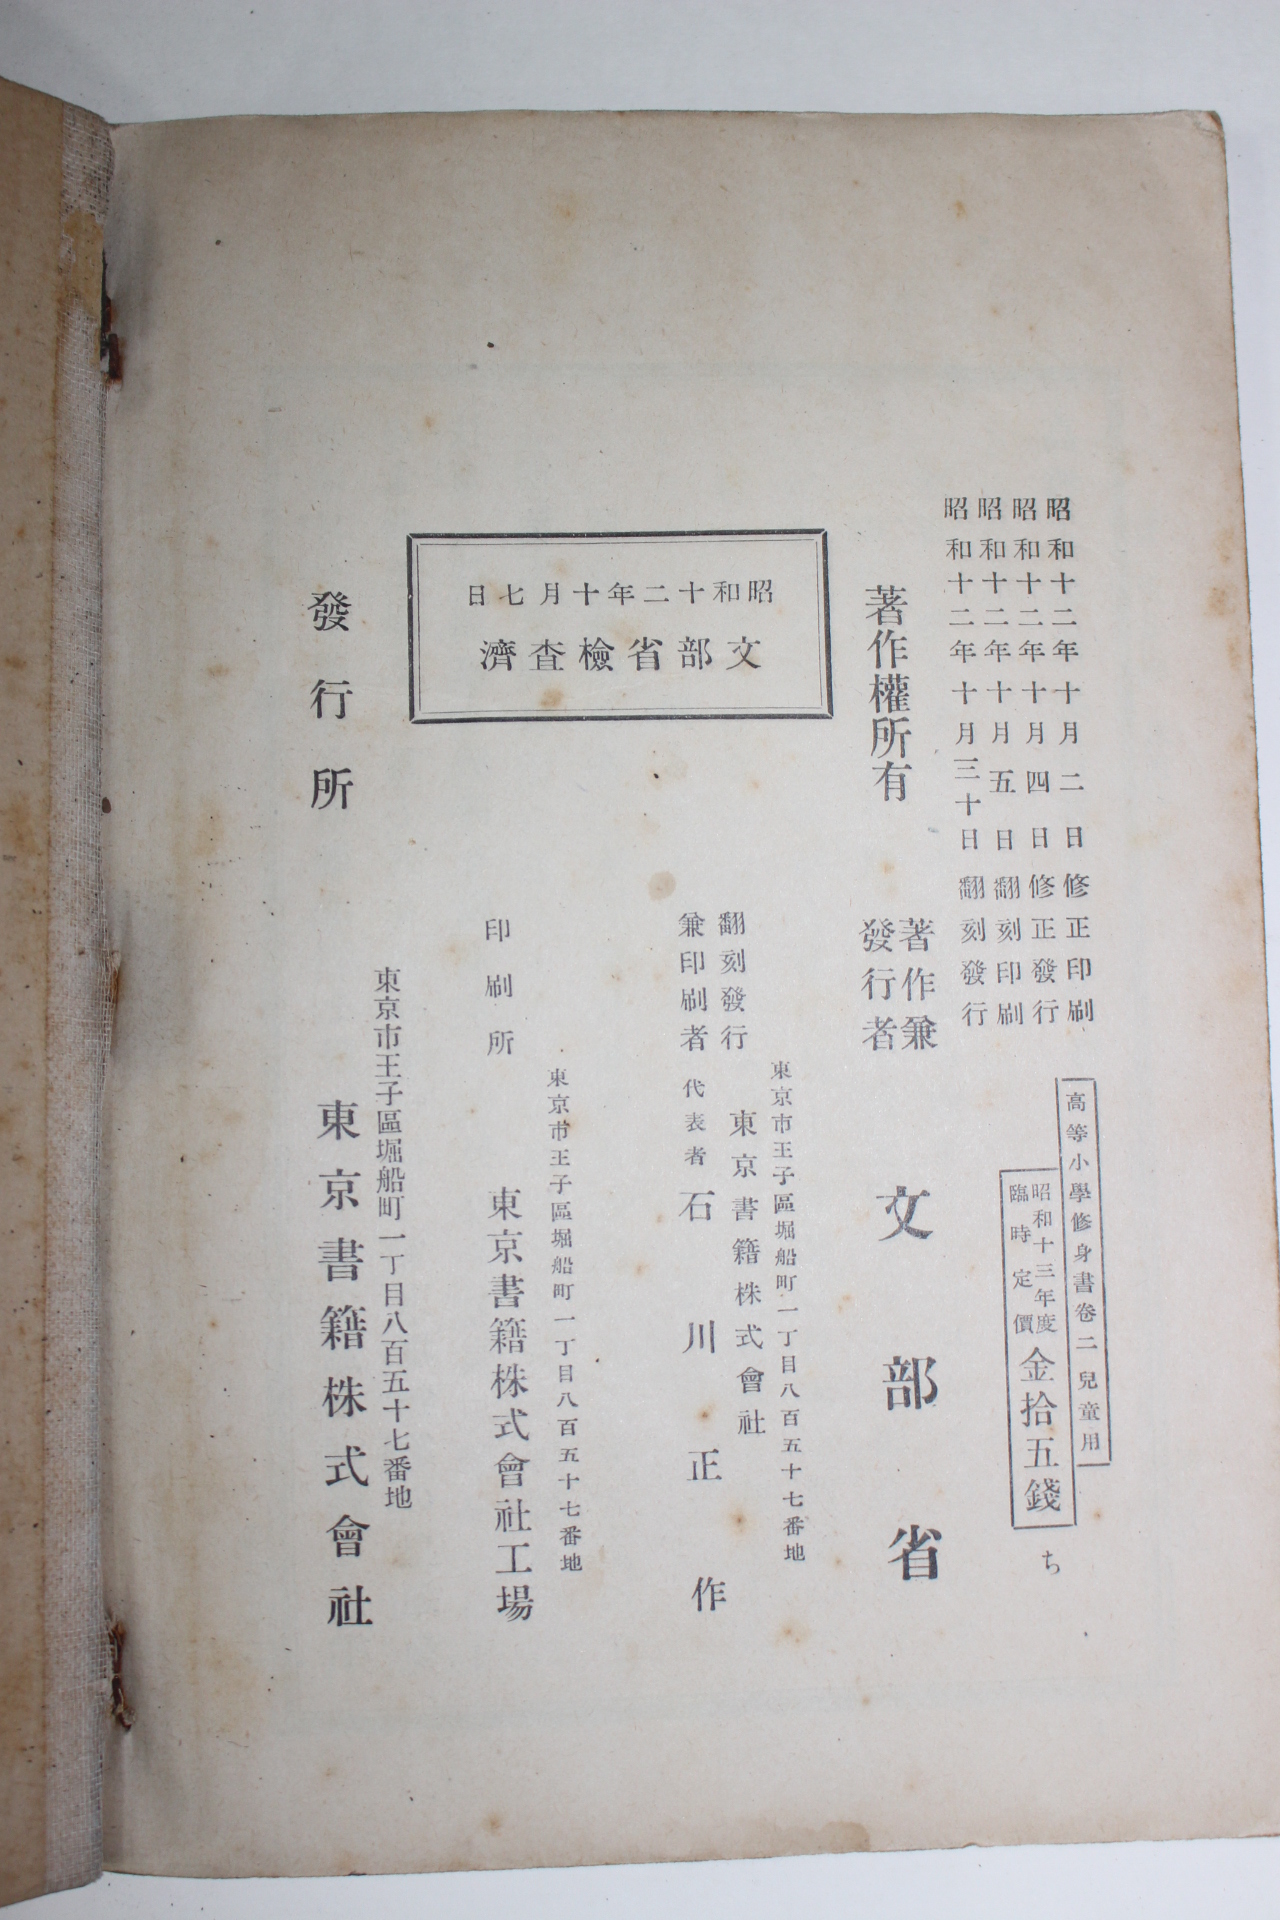 昭和十二年十月二日修正印刷
昭和十二年十月四日修正發行
昭和十二年十月五日翻刻印刷
昭和十二年十月三十日翻刻發行
高等小學修身書卷二兒童用
昭和十三年度
臨時定價
金拾五錢
ち
著作權所有
著作兼
發行者
文部省
昭和十二年十月七日
文部省檢查濟
翻刻發行
兼印刷者
東京市王子區堀船町一丁目八百五十七番地
東京書籍株式會社
代表者 石川正作
印刷所
東京市王子區堀船町一丁目八百五十七番地
東京書籍株式會社工場
發行所
東京市王子區堀船町一丁目八百五十七番地
東京書籍株式會社